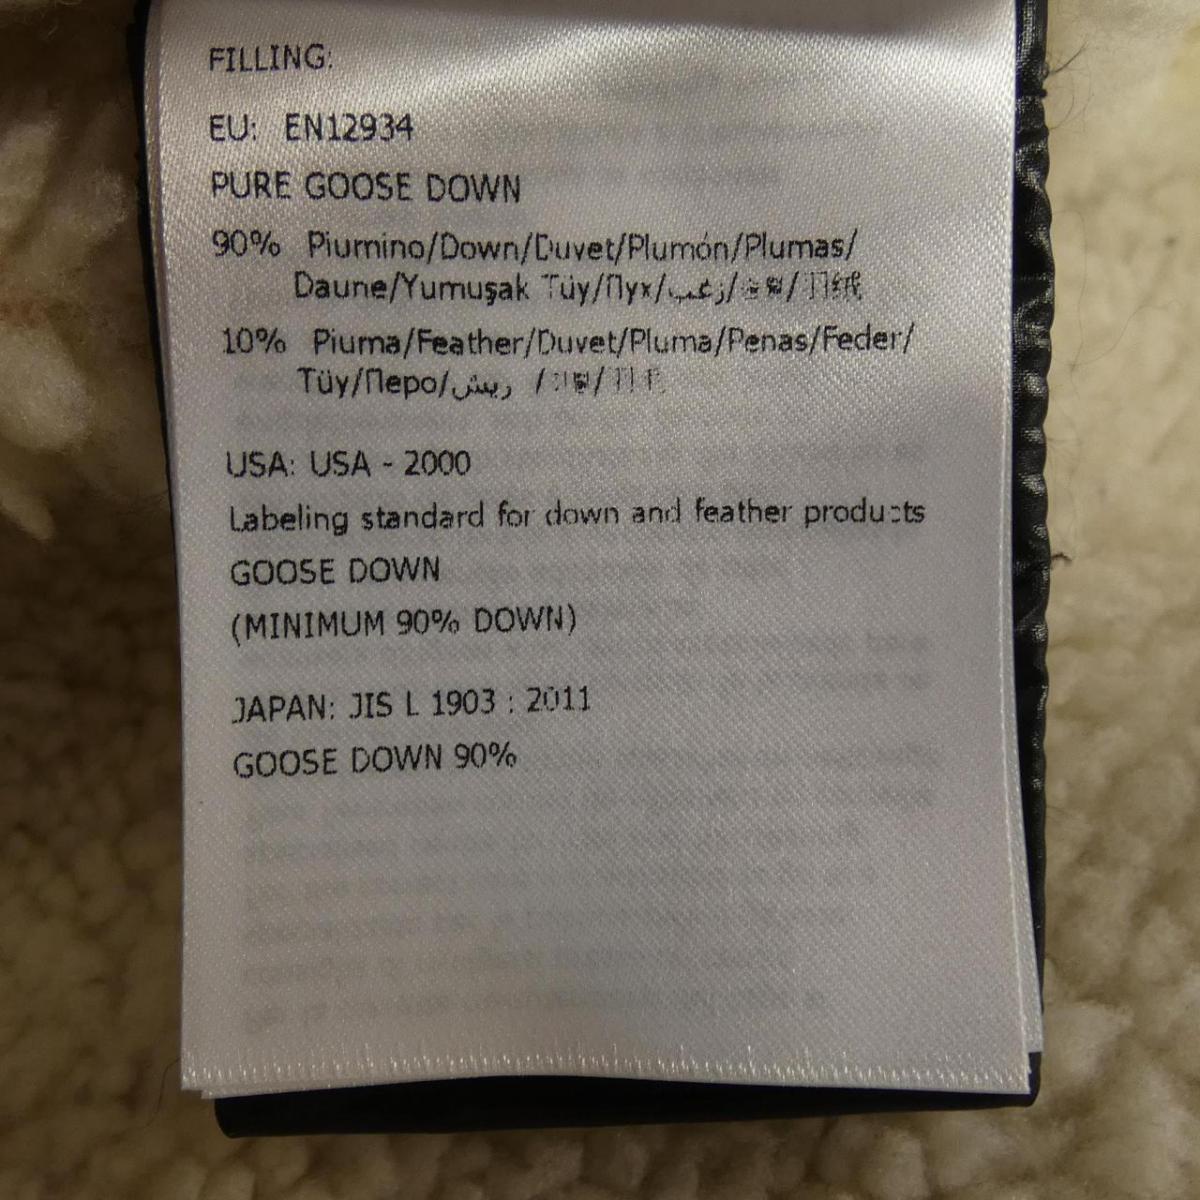 FILLING:
EU: EN12934
PURE GOOSE DOWN
90% Piumino/Down/Duvet/Plumón/Plumas/
Daune/Yumuşak Tüy/Пух/زغب/
10% Piuma/Feather/Duvet/Pluma/Penas/Feder/
Tüy/Перо/ريش /
USA: USA - 2000
Labeling standard for down and feather products
GOOSE DOWN
(MINIMUM 90% DOWN)
JAPAN: JIS L 1903 : 2011
GOOSE DOWN 90%